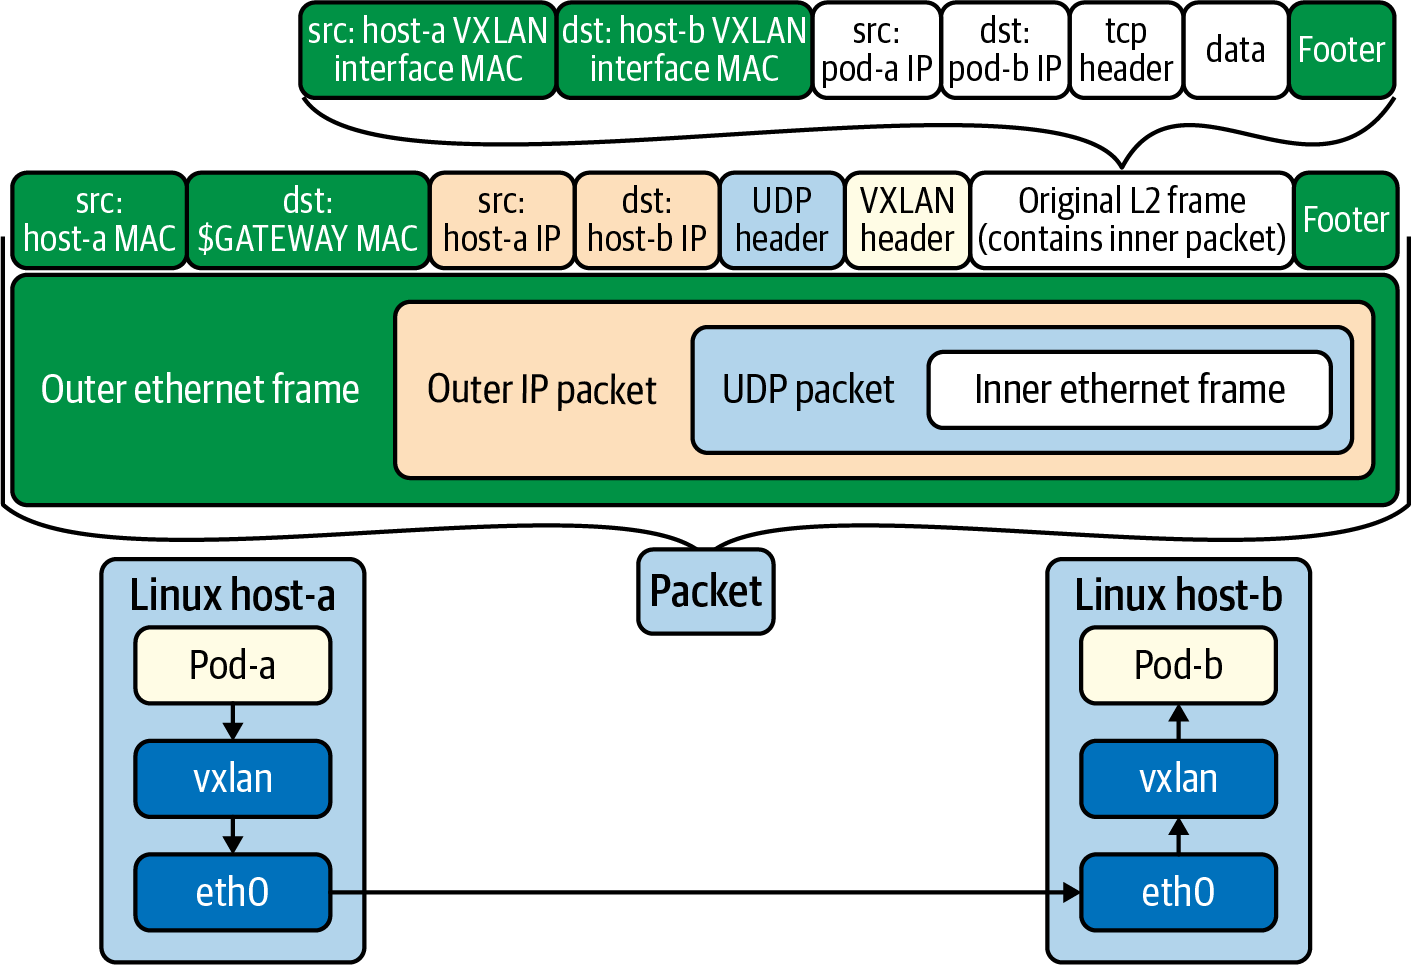 src: host-a VXLAN
interface MAC
dst: host-b VXLAN
interface MAC
src:
pod-a IP
dst:
pod-b IP
tcp
header
data
Footer
src:
host-a MAC
dst:
$GATEWAY MAC
src:
host-a IP
dst:
host-b IP
UDP
header
VXLAN
header
Original L2 frame
(contains inner packet)
Footer
Outer ethernet frame
Outer IP packet
UDP packet
Inner ethernet frame
Packet
Linux host-a
Pod-a
vxlan
eth0
Linux host-b
Pod-b
vxlan
eth0